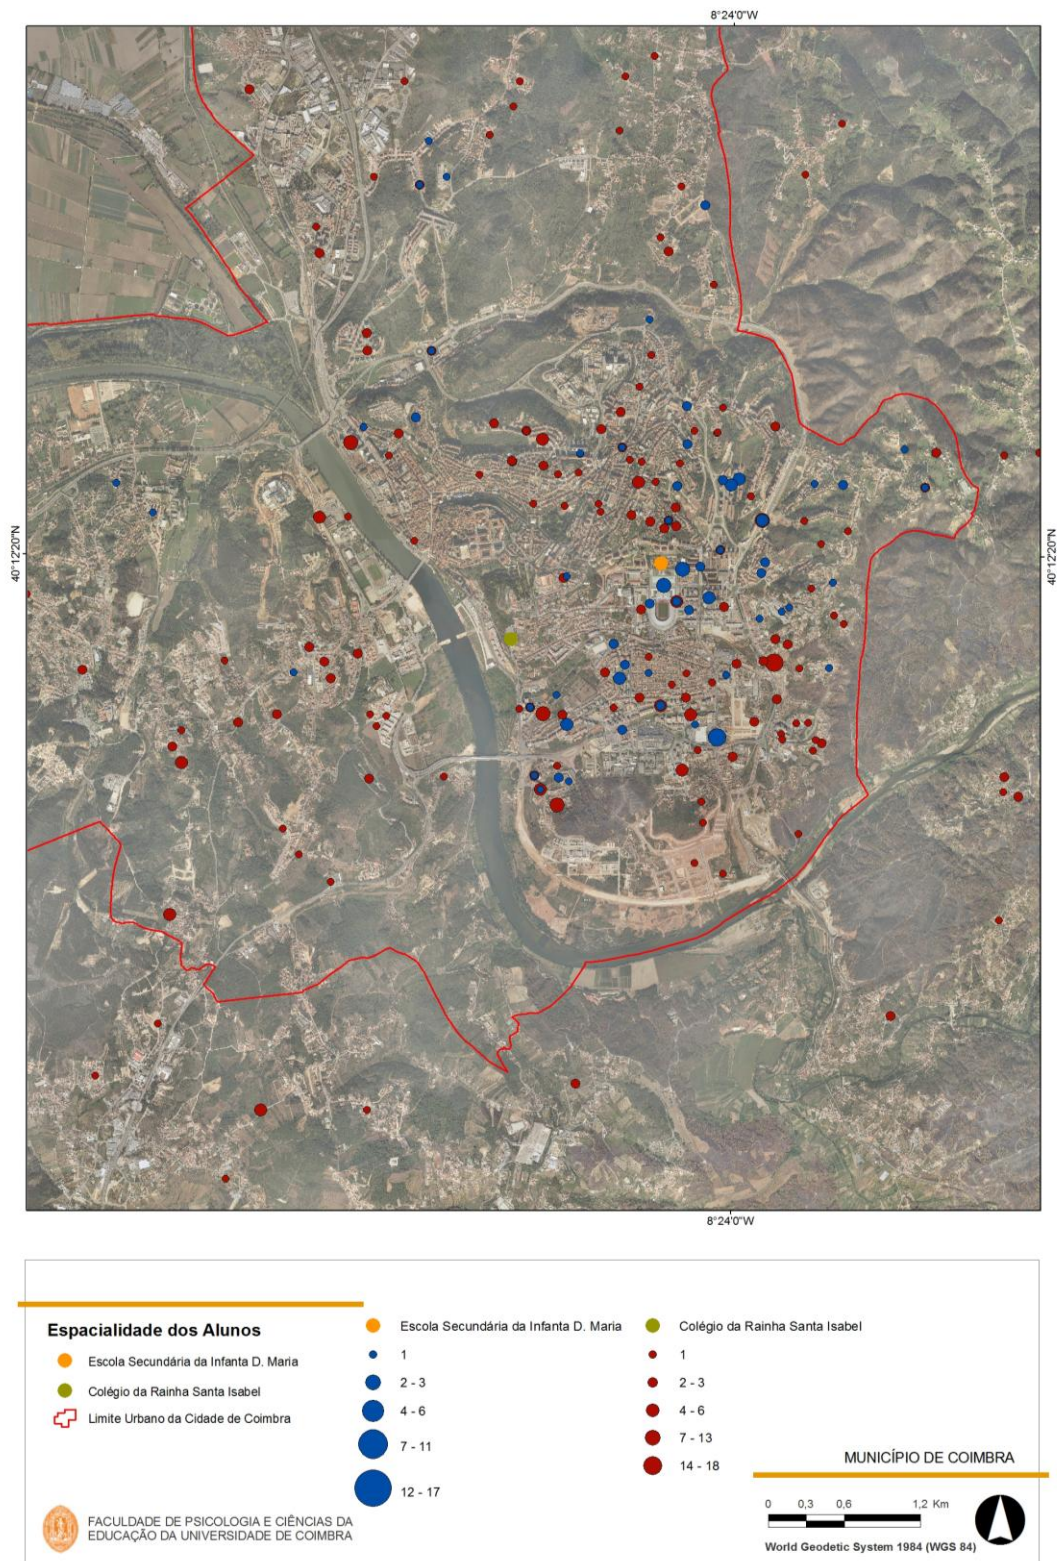 8°24'0"W
40°12'20"N
40°12'20"N
8°24'0"W
Espacialidade dos Alunos
Escola Secundária da Infanta D. Maria
Colégio da Rainha Santa Isabel
Limite Urbano da Cidade de Coimbra
FACULDADE DE PSICOLOGIA E CIÊNCIAS DA
EDUCAÇÃO DA UNIVERSIDADE DE COIMBRA
Escola Secundária da Infanta D. Maria
1
2 - 3
4 - 6
7 - 11
12 - 17
Colégio da Rainha Santa Isabel
1
2 - 3
4 - 6
7 - 13
14 - 18
MUNICÍPIO DE COIMBRA
0 0,3 0,6 1,2 Km
World Geodetic System 1984 (WGS 84)